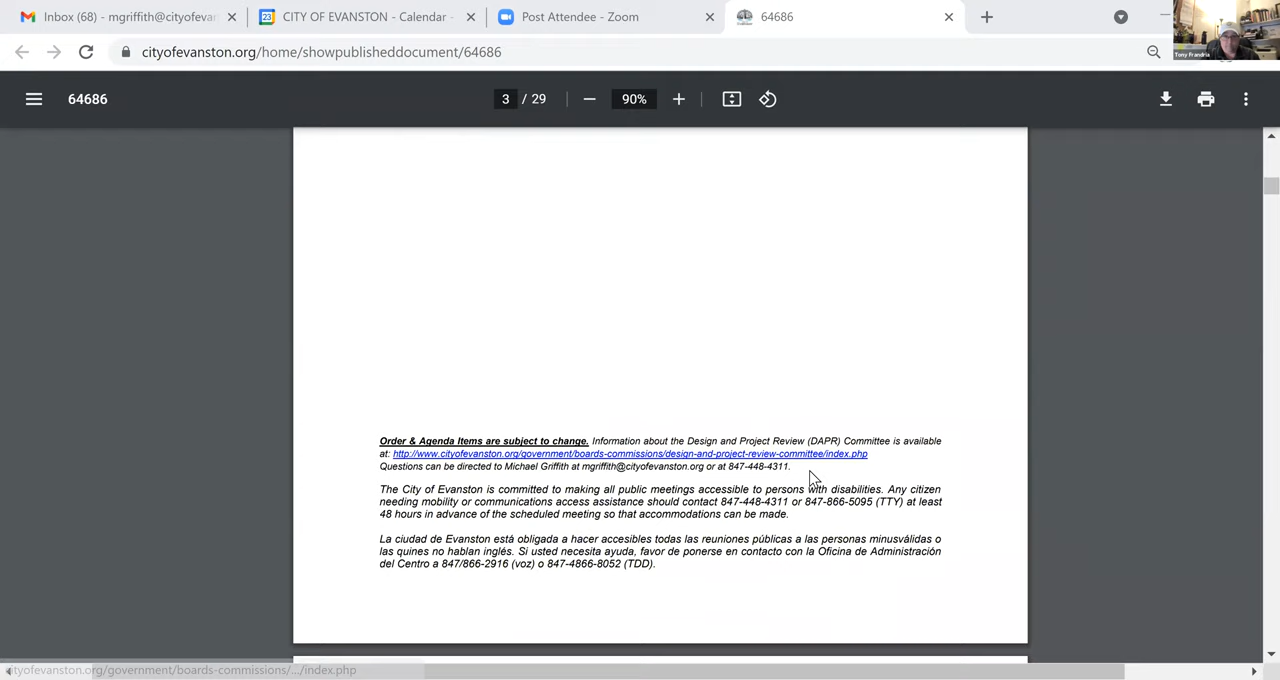 Inbox (68) - mgriffith@cityofevan
CITY OF EVANSTON - Calendar -
Post Attendee - Zoom
64686
Tony Frandria
cityofevanston.org/home/showpublisheddocument/64686
64686
3 / 29
90%
Order & Agenda Items are subject to change. Information about the Design and Project Review (DAPR) Committee is available
at: http://www.cityofevanston.org/government/boards-commissions/design-and-project-review-committee/index.php
Questions can be directed to Michael Griffith at mgriffith@cityofevanston.org or at 847-448-4311.
The City of Evanston is committed to making all public meetings accessible to persons with disabilities. Any citizen
needing mobility or communications access assistance should contact 847-448-4311 or 847-866-5095 (TTY) at least
48 hours in advance of the scheduled meeting so that accommodations can be made.
La ciudad de Evanston está obligada a hacer accesibles todas las reuniones públicas a las personas minusválidas o
las quines no hablan inglés. Si usted necesita ayuda, favor de ponerse en contacto con la Oficina de Administración
del Centro a 847/866-2916 (voz) o 847-4866-8052 (TDD).
cityofevanston.org/government/boards-commissions/.../index.php